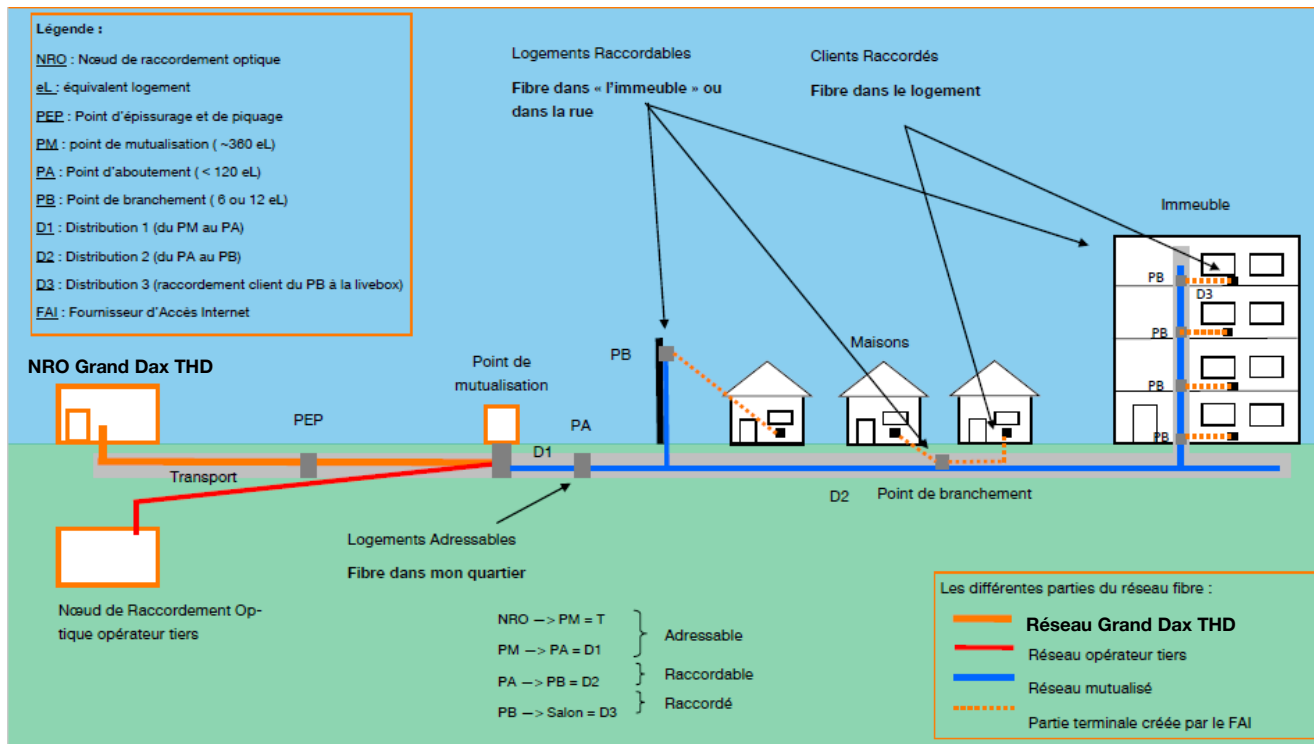 Légende :
NRO : Nœud de raccordement optique
eL : équivalent logement
PEP : Point d'épissurage et de piquage
PM : point de mutualisation ( ~360 eL)
PA : Point d'aboutement ( < 120 eL)
PB : Point de branchement ( 6 ou 12 eL)
D1 : Distribution 1 (du PM au PA)
D2 : Distribution 2 (du PA au PB)
D3 : Distribution 3 (raccordement client du PB à la livebox)
FAI : Fournisseur d'Accès Internet
Logements Raccordables
Fibre dans « l'immeuble » ou
dans la rue
Clients Raccordés
Fibre dans le logement
Immeuble
PB
D3
PB
PB
PB
NRO Grand Dax THD
PEP
Transport
Point de
mutualisation
D1
PA
PB
Maisons
D2
Point de branchement
Logements Adressables
Fibre dans mon quartier
Nœud de Raccordement Op-
tique opérateur tiers
NRO —> PM = T
PM —> PA = D1
Adressable
PA —> PB = D2
Raccordable
PB —> Salon = D3
Raccordé
Les différentes parties du réseau fibre :
Réseau Grand Dax THD
Réseau opérateur tiers
Réseau mutualisé
Partie terminale créée par le FAI